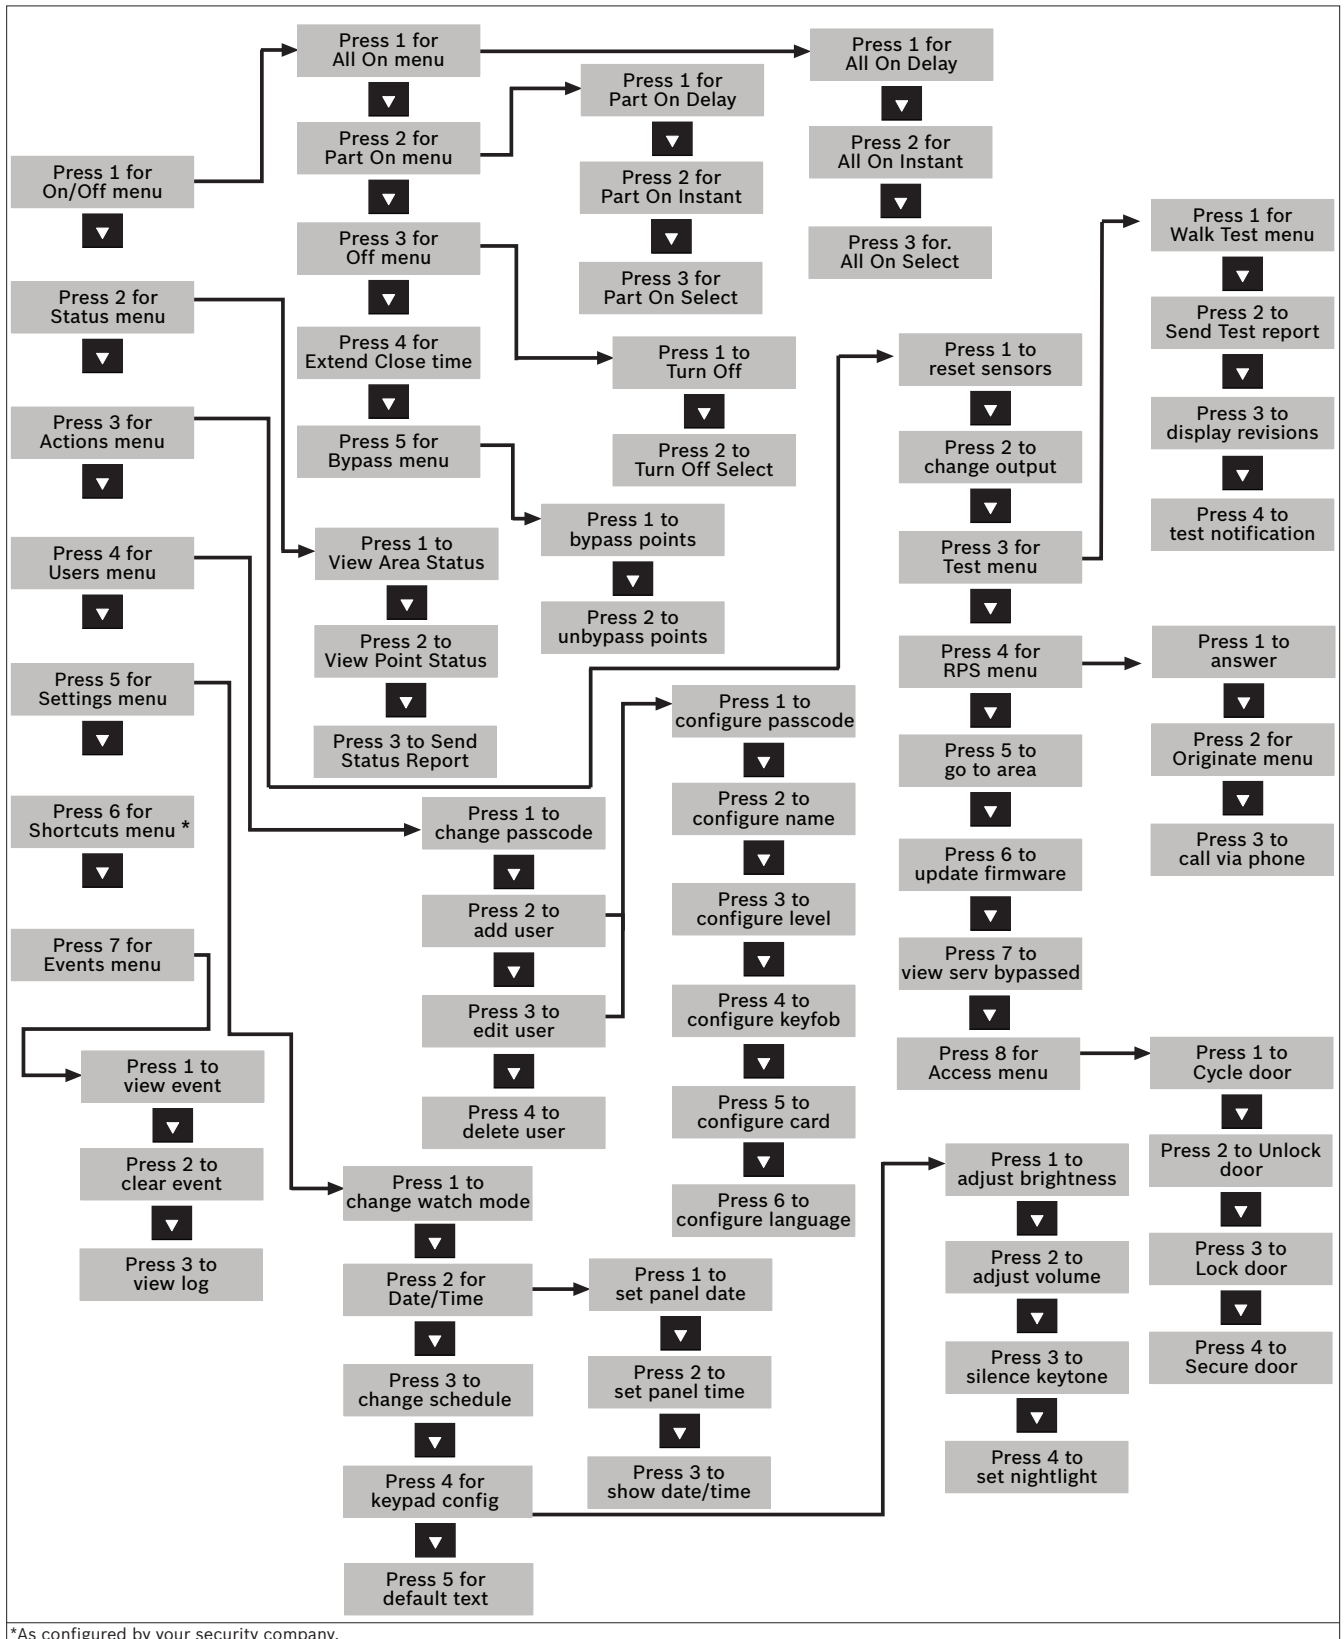 Press 1 for
On/Off menu
Press 2 for
Status menu
Press 3 for
Actions menu
Press 4 for
Users menu
Press 5 for
Settings menu
Press 6 for
Shortcuts menu *
Press 7 for
Events menu
Press 1 for
All On menu
Press 2 for
Part On menu
Press 3 for
Off menu
Press 4 for
Extend Close time
Press 5 for
Bypass menu
Press 1 for
All On Delay
Press 2 for
All On Instant
Press 3 for.
All On Select
Press 1 for
Part On Delay
Press 2 for
Part On Instant
Press 3 for
Part On Select
Press 1 to
Turn Off
Press 2 to
Turn Off Select
Press 1 to
bypass points
Press 2 to
unbypass points
Press 1 to
View Area Status
Press 2 to
View Point Status
Press 3 to Send
Status Report
Press 1 to
reset sensors
Press 2 to
change output
Press 3 for
Test menu
Press 4 for
RPS menu
Press 5 to
go to area
Press 6 to
update firmware
Press 7 to
view serv bypassed
Press 8 for
Access menu
Press 1 for
Walk Test menu
Press 2 to
Send Test report
Press 3 to
display revisions
Press 4 to
test notification
Press 1 to
answer
Press 2 for
Originate menu
Press 3 to
call via phone
Press 1 to
Cycle door
Press 2 to Unlock
door
Press 3 to
Lock door
Press 4 to
Secure door
Press 1 to
change passcode
Press 2 to
add user
Press 3 to
edit user
Press 4 to
delete user
Press 1 to
configure passcode
Press 2 to
configure name
Press 3 to
configure level
Press 4 to
configure keyfob
Press 5 to
configure card
Press 6 to
configure language
Press 1 to
change watch mode
Press 2 for
Date/Time
Press 3 to
change schedule
Press 4 for
keypad config
Press 5 for
default text
Press 1 to
set panel date
Press 2 to
set panel time
Press 3 to
show date/time
Press 1 to
adjust brightness
Press 2 to
adjust volume
Press 3 to
silence keytone
Press 4 to
set nightlight
Press 1 to
view event
Press 2 to
clear event
Press 3 to
view log
*As configured by your security company.